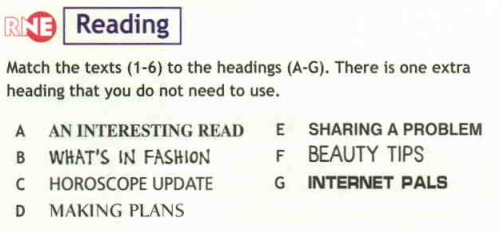 RNE Reading
Match the texts (1-6) to the headings (A-G). There is one extra
heading that you do not need to use.
A AN INTERESTING READ
B WHAT'S IN FASHION
C HOROSCOPE UPDATE
D MAKING PLANS
E SHARING A PROBLEM
F BEAUTY TIPS
G INTERNET PALS